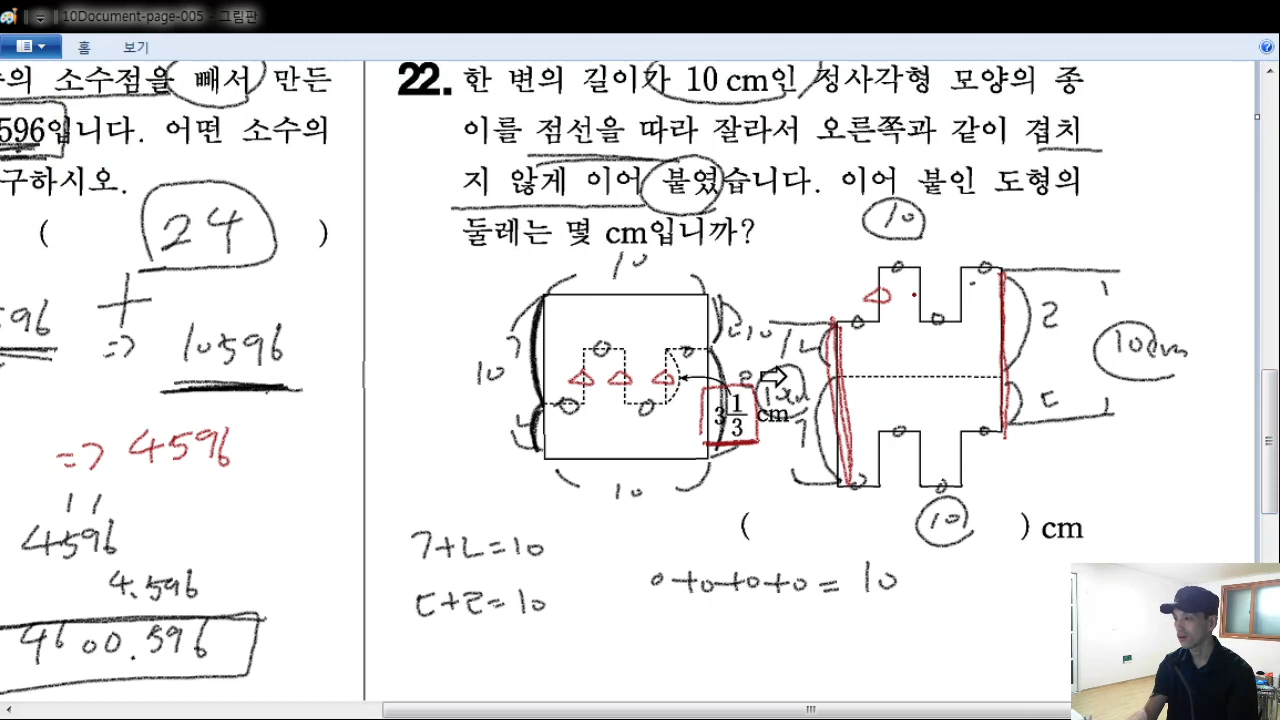 10Document-page-005 - 그림판
홈 보기
의 소수점을 빼서 만든
596입니다. 어떤 소수의
구하시오.
( 24 )
596 + ⇒ 10596
⇒ 4596
4596
4.596
4600.596
22. 한 변의 길이가 10 cm인 정사각형 모양의 종
이를 점선을 따라 잘라서 오른쪽과 같이 겹치
지 않게 이어 붙였습니다. 이어 붙인 도형의
둘레는 몇 cm입니까?
10
10
10
ㄱ
ㄴ
3 1/3 cm
10
ㄴ
ㄱ
ㄹ
ㄷ
10cm
10
( ) cm
ㄱ+ㄴ=10
ㄷ+ㄹ=10
o+o+o+o=10